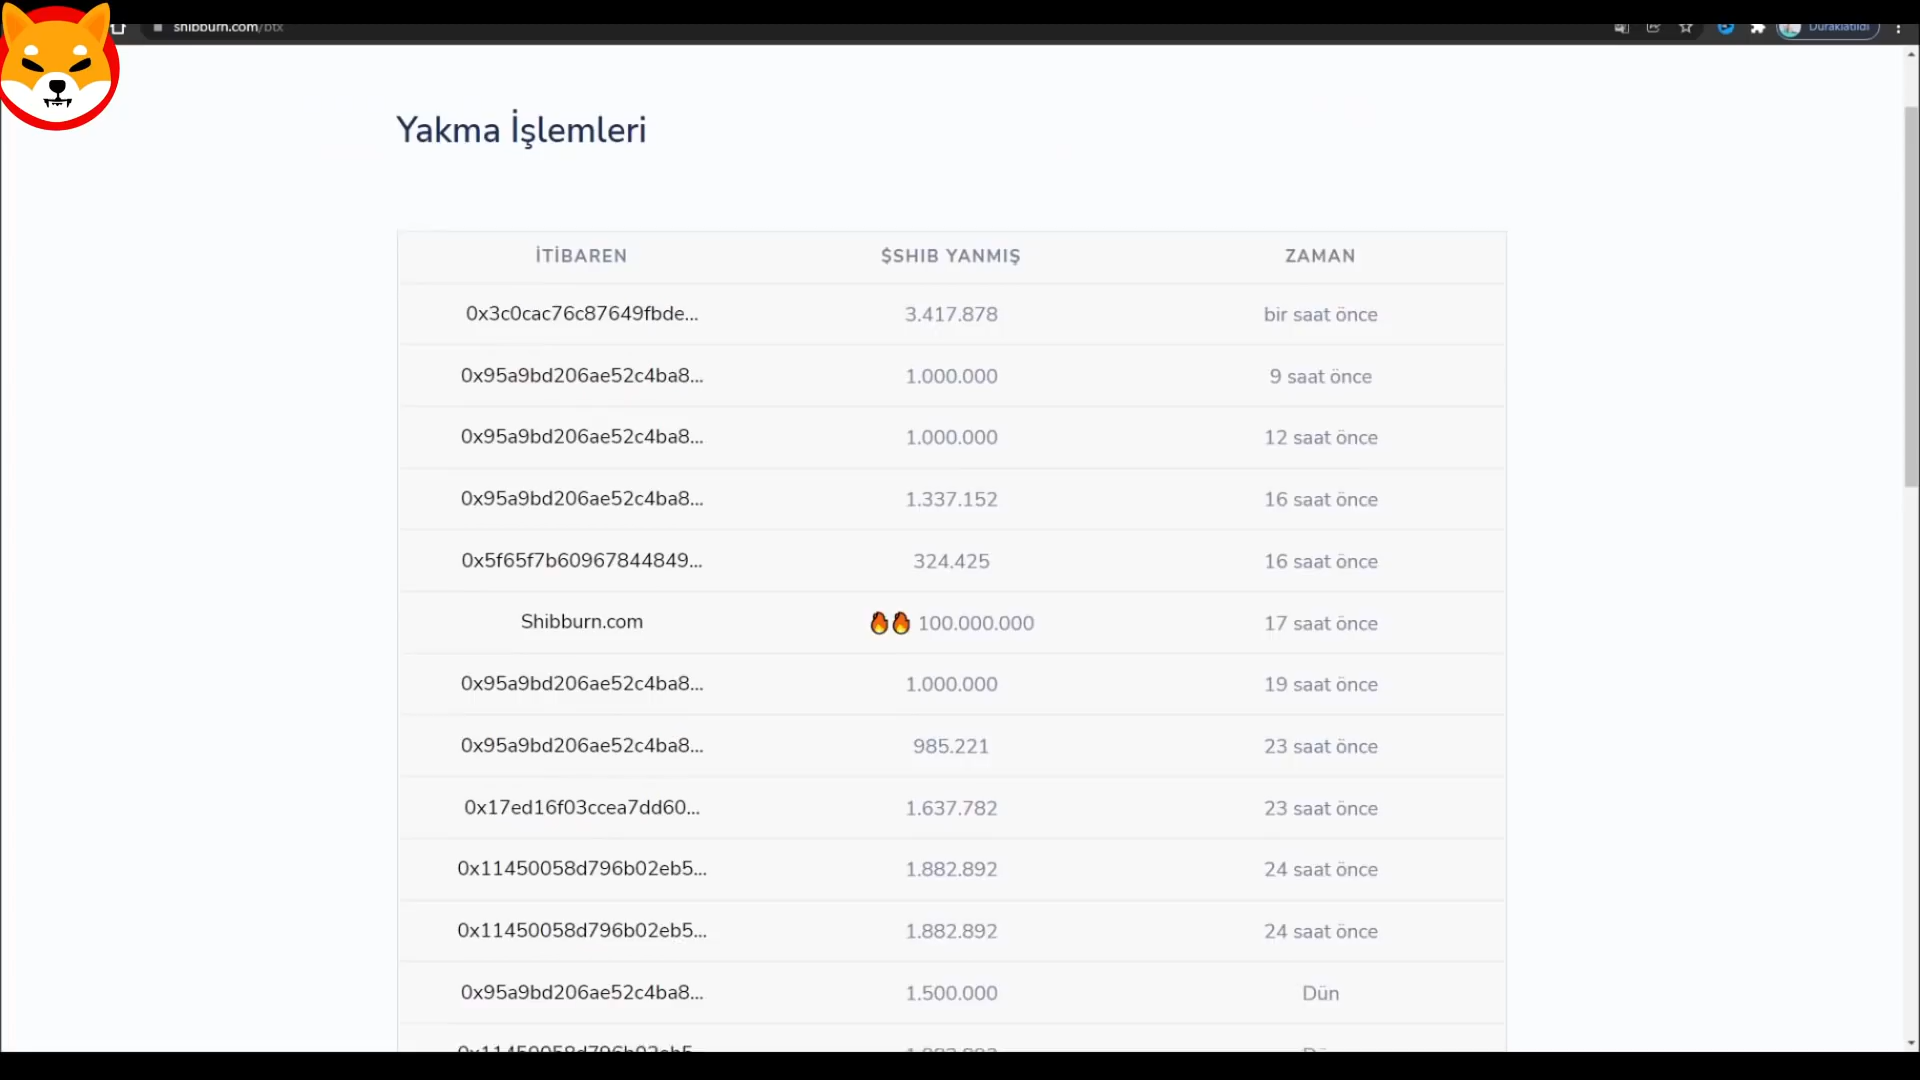 shibburn.com/btx
Duraklatıldı
Yakma İşlemleri
İTİBAREN $SHIB YANMIŞ ZAMAN
0x3c0cac76c87649fbde... 3.417.878 bir saat önce
0x95a9bd206ae52c4ba8... 1.000.000 9 saat önce
0x95a9bd206ae52c4ba8... 1.000.000 12 saat önce
0x95a9bd206ae52c4ba8... 1.337.152 16 saat önce
0x5f65f7b60967844849... 324.425 16 saat önce
Shibburn.com 🔥🔥 100.000.000 17 saat önce
0x95a9bd206ae52c4ba8... 1.000.000 19 saat önce
0x95a9bd206ae52c4ba8... 985.221 23 saat önce
0x17ed16f03ccea7dd60... 1.637.782 23 saat önce
0x11450058d796b02eb5... 1.882.892 24 saat önce
0x11450058d796b02eb5... 1.882.892 24 saat önce
0x95a9bd206ae52c4ba8... 1.500.000 Dün